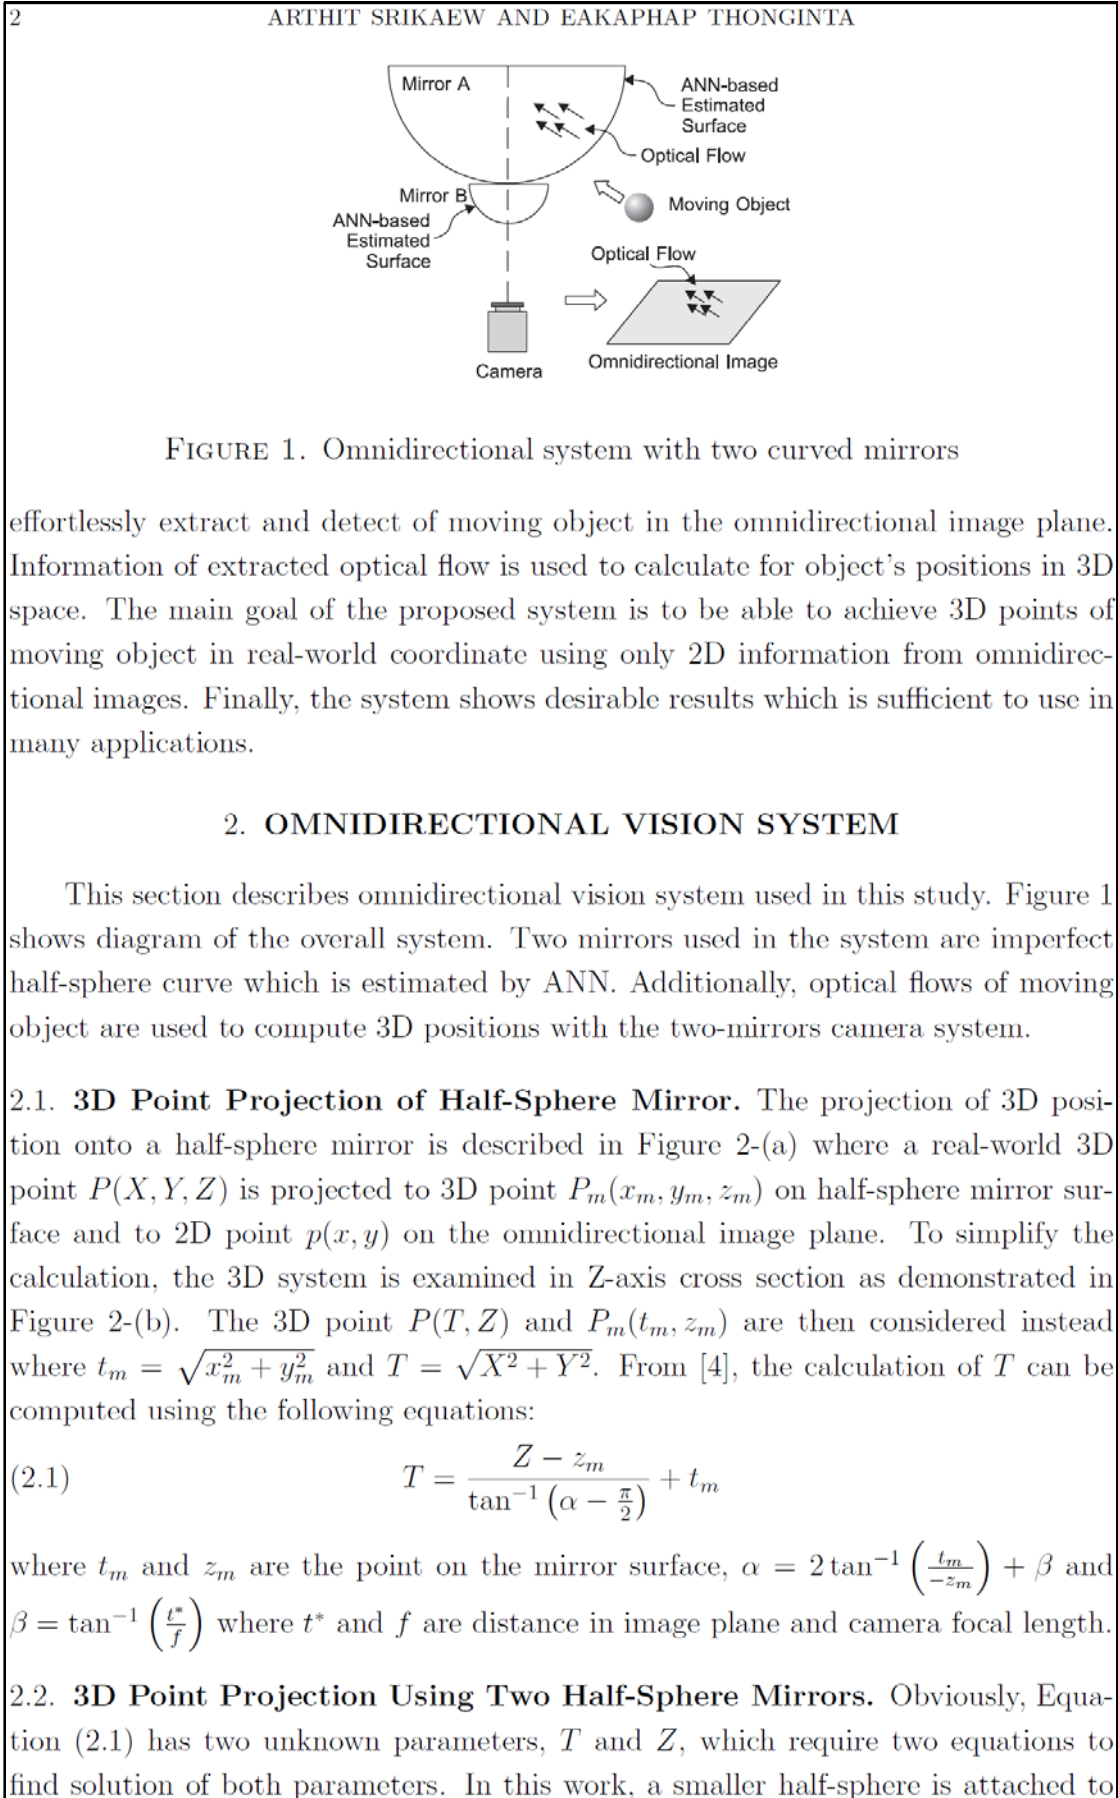 2 ARTHIT SRIKAEW AND EAKAPHAP THONGINTA
Mirror A
ANN-based
Estimated
Surface
Optical Flow
Mirror B
Moving Object
ANN-based
Estimated
Surface
Optical Flow
Camera
Omnidirectional Image
FIGURE 1. Omnidirectional system with two curved mirrors
effortlessly extract and detect of moving object in the omnidirectional image plane.
Information of extracted optical flow is used to calculate for object's positions in 3D
space. The main goal of the proposed system is to be able to achieve 3D points of
moving object in real-world coordinate using only 2D information from omnidirec-
tional images. Finally, the system shows desirable results which is sufficient to use in
many applications.
2. OMNIDIRECTIONAL VISION SYSTEM
This section describes omnidirectional vision system used in this study. Figure 1
shows diagram of the overall system. Two mirrors used in the system are imperfect
half-sphere curve which is estimated by ANN. Additionally, optical flows of moving
object are used to compute 3D positions with the two-mirrors camera system.
2.1. 3D Point Projection of Half-Sphere Mirror. The projection of 3D posi-
tion onto a half-sphere mirror is described in Figure 2-(a) where a real-world 3D
point P(X, Y, Z) is projected to 3D point P_m(x_m, y_m, z_m) on half-sphere mirror sur-
face and to 2D point p(x, y) on the omnidirectional image plane. To simplify the
calculation, the 3D system is examined in Z-axis cross section as demonstrated in
Figure 2-(b). The 3D point P(T, Z) and P_m(t_m, z_m) are then considered instead
where t_m = √(x_m^2 + y_m^2) and T = √(X^2 + Y^2). From [4], the calculation of T can be
computed using the following equations:
(2.1) T = (Z − z_m) / (tan^−1 (α − π/2)) + t_m
where t_m and z_m are the point on the mirror surface, α = 2 tan^−1 (t_m / −z_m) + β and
β = tan^−1 (t* / f) where t* and f are distance in image plane and camera focal length.
2.2. 3D Point Projection Using Two Half-Sphere Mirrors. Obviously, Equa-
tion (2.1) has two unknown parameters, T and Z, which require two equations to
find solution of both parameters. In this work, a smaller half-sphere is attached to